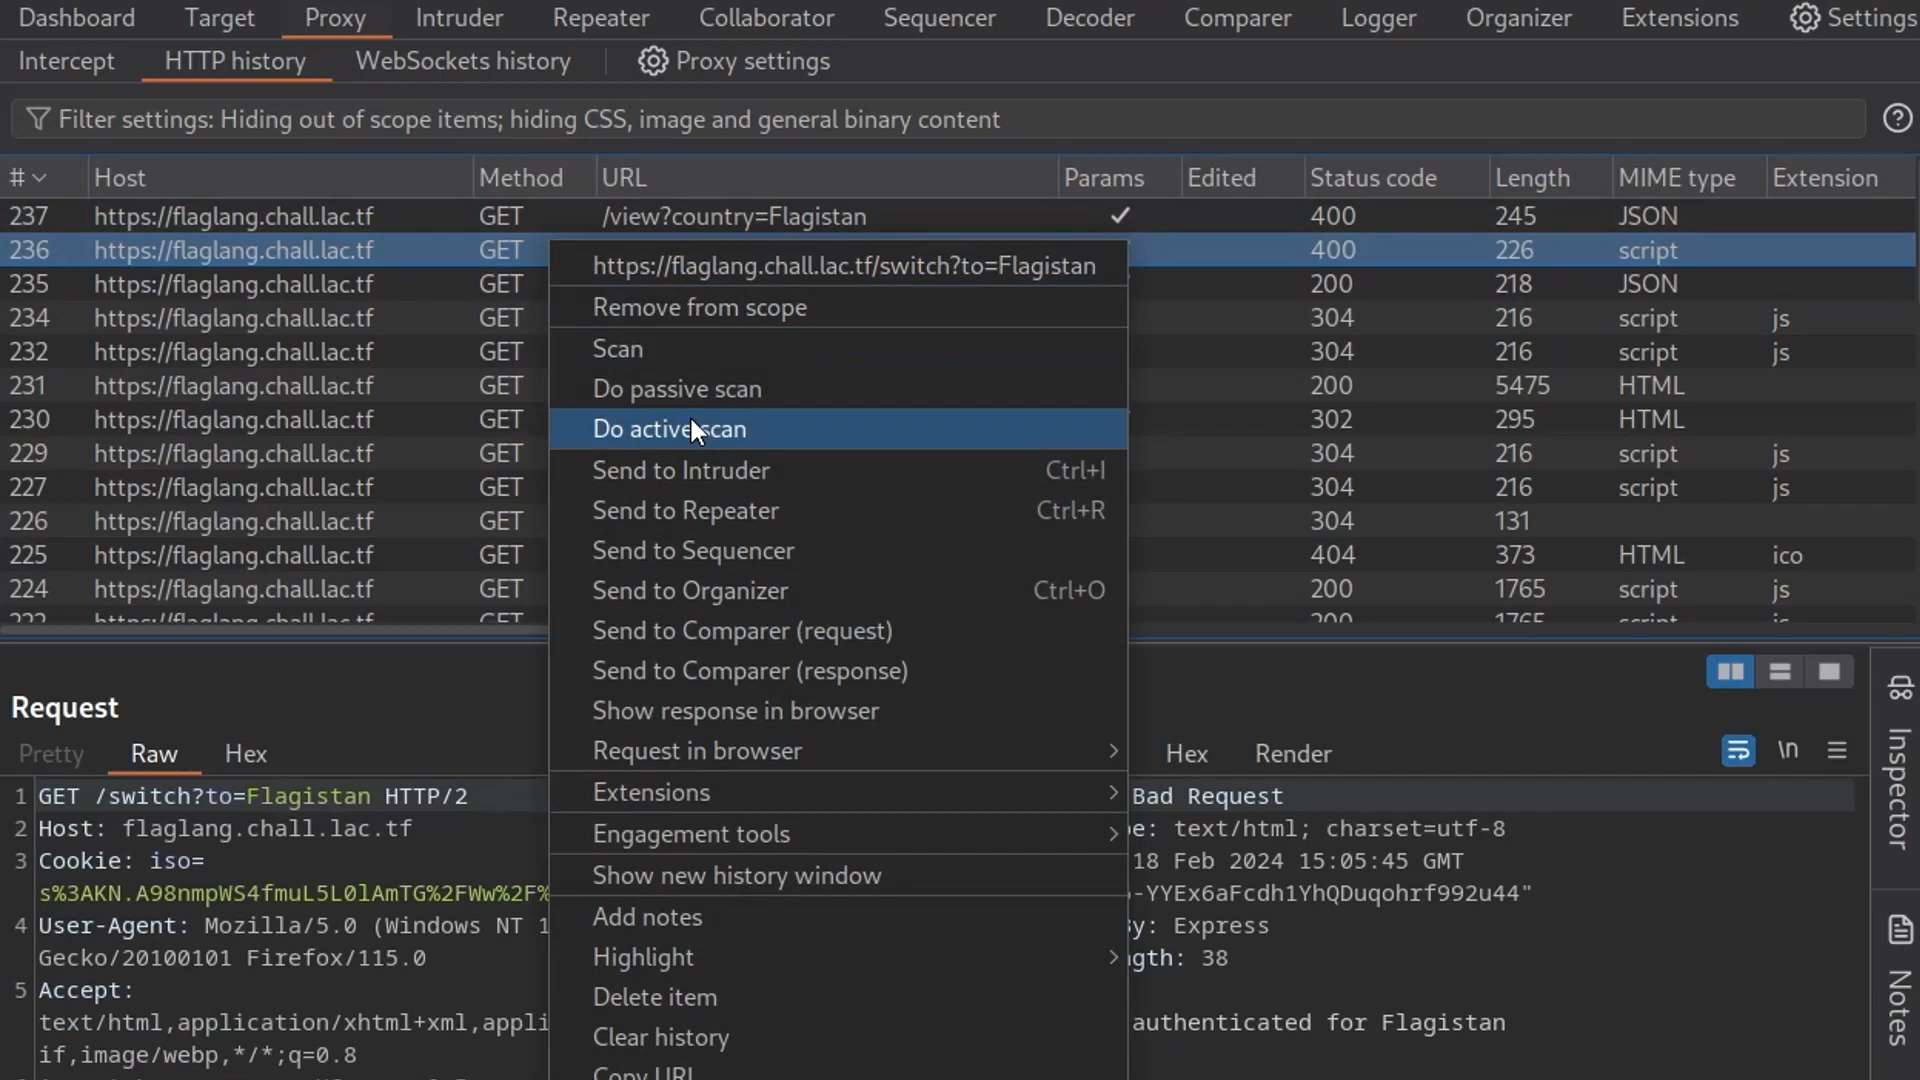 Dashboard Target Proxy Intruder Repeater Collaborator Sequencer Decoder Comparer Logger Organizer Extensions Settings
Intercept HTTP history WebSockets history Proxy settings
Filter settings: Hiding out of scope items; hiding CSS, image and general binary content
# Host Method URL Params Edited Status code Length MIME type Extension
237 https://flaglang.chall.lac.tf GET /view?country=Flagistan ✓ 400 245 JSON
236 https://flaglang.chall.lac.tf GET 400 226 script
235 https://flaglang.chall.lac.tf GET 200 218 JSON
234 https://flaglang.chall.lac.tf GET 304 216 script js
232 https://flaglang.chall.lac.tf GET 304 216 script js
231 https://flaglang.chall.lac.tf GET 200 5475 HTML
230 https://flaglang.chall.lac.tf GET 302 295 HTML
229 https://flaglang.chall.lac.tf GET 304 216 script js
227 https://flaglang.chall.lac.tf GET 304 216 script js
226 https://flaglang.chall.lac.tf GET 304 131
225 https://flaglang.chall.lac.tf GET 404 373 HTML ico
224 https://flaglang.chall.lac.tf GET 200 1765 script js
https://flaglang.chall.lac.tf/switch?to=Flagistan
Remove from scope
Scan
Do passive scan
Do active scan
Send to Intruder Ctrl+I
Send to Repeater Ctrl+R
Send to Sequencer
Send to Organizer Ctrl+O
Send to Comparer (request)
Send to Comparer (response)
Show response in browser
Request in browser
Extensions
Engagement tools
Show new history window
Add notes
Highlight
Delete item
Clear history
Copy URL
Request
Pretty Raw Hex
1 GET /switch?to=Flagistan HTTP/2
2 Host: flaglang.chall.lac.tf
3 Cookie: iso=
s%3AKN.A98nmpWS4fmuL5L0lAmTG%2FWw%2F%
4 User-Agent: Mozilla/5.0 (Windows NT 1
Gecko/20100101 Firefox/115.0
5 Accept:
text/html,application/xhtml+xml,appli
if,image/webp,*/*;q=0.8
Hex Render \n
Bad Request
pe: text/html; charset=utf-8
18 Feb 2024 15:05:45 GMT
-YYEx6aFcdh1YhQDuqohrf992u44"
By: Express
ngth: 38
authenticated for Flagistan
Inspector
Notes